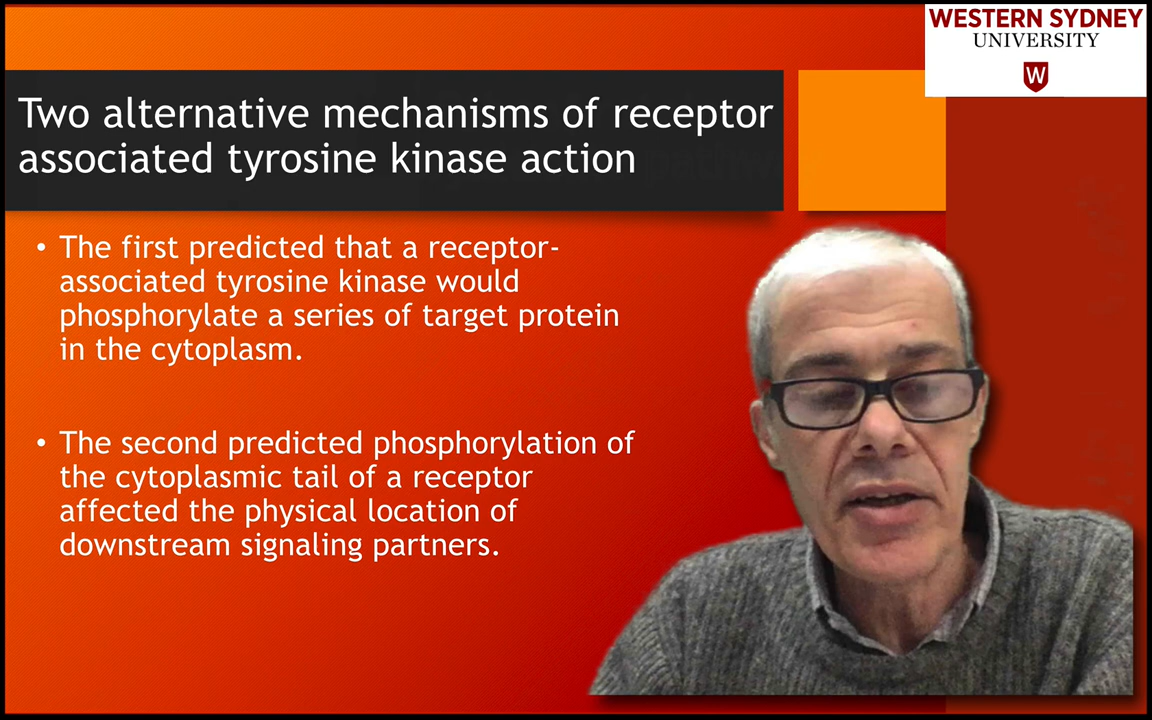 WESTERN SYDNEY
UNIVERSITY
W
Two alternative mechanisms of receptor
associated tyrosine kinase action
• The first predicted that a receptor-
associated tyrosine kinase would
phosphorylate a series of target protein
in the cytoplasm.
• The second predicted phosphorylation of
the cytoplasmic tail of a receptor
affected the physical location of
downstream signaling partners.